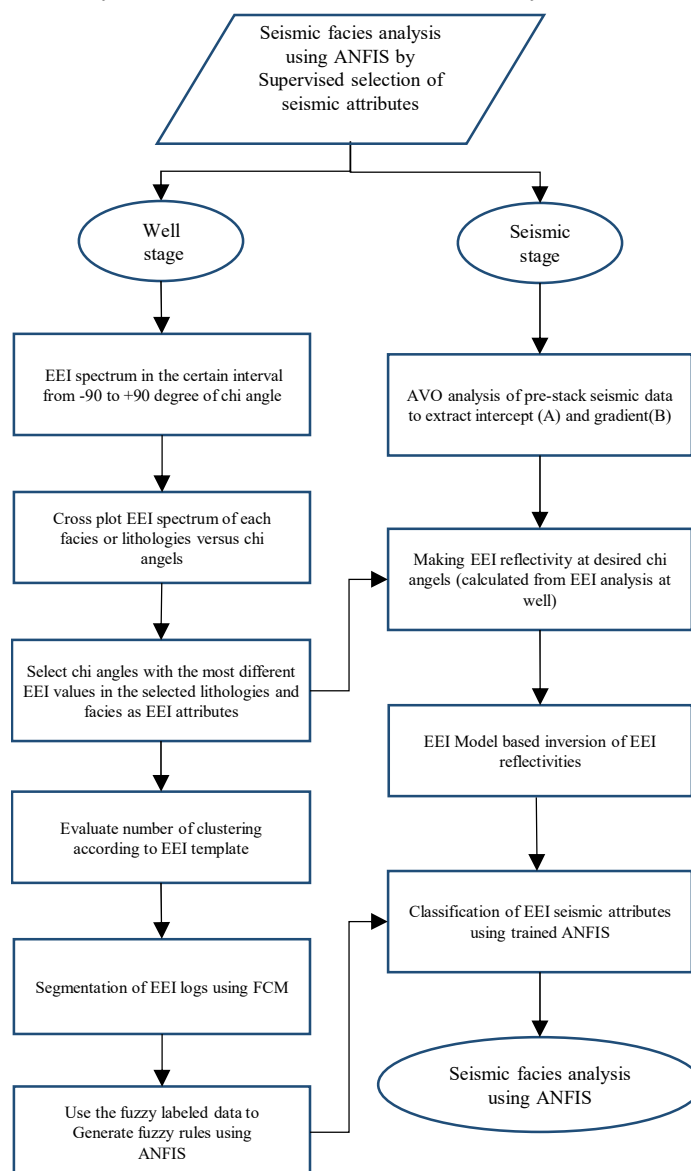 Seismic facies analysis
using ANFIS by
Supervised selection of
seismic attributes
Well
stage
EEI spectrum in the certain interval
from -90 to +90 degree of chi angle
Cross plot EEI spectrum of each
facies or lithologies versus chi
angels
Select chi angles with the most different
EEI values in the selected lithologies and
facies as EEI attributes
Evaluate number of clustering
according to EEI template
Segmentation of EEI logs using FCM
Use the fuzzy labeled data to
Generate fuzzy rules using
ANFIS
Seismic
stage
AVO analysis of pre-stack seismic data
to extract intercept (A) and gradient(B)
Making EEI reflectivity at desired chi
angels (calculated from EEI analysis at
well)
EEI Model based inversion of EEI
reflectivities
Classification of EEI seismic attributes
using trained ANFIS
Seismic facies analysis
using ANFIS